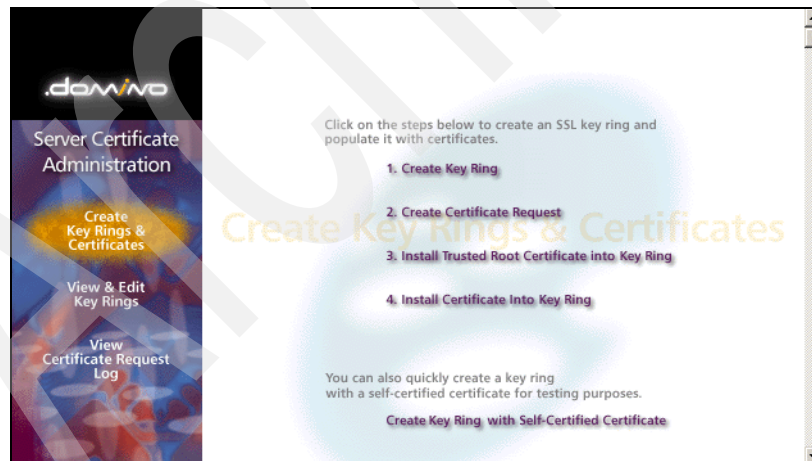 .domino
Server Certificate
Administration
Create
Key Rings &
Certificates
View & Edit
Key Rings
View
Certificate Request
Log
Click on the steps below to create an SSL key ring and
populate it with certificates.
1. Create Key Ring
2. Create Certificate Request
Create Key Rings & Certificates
3. Install Trusted Root Certificate into Key Ring
4. Install Certificate Into Key Ring
You can also quickly create a key ring
with a self-certified certificate for testing purposes.
Create Key Ring with Self-Certified Certificate